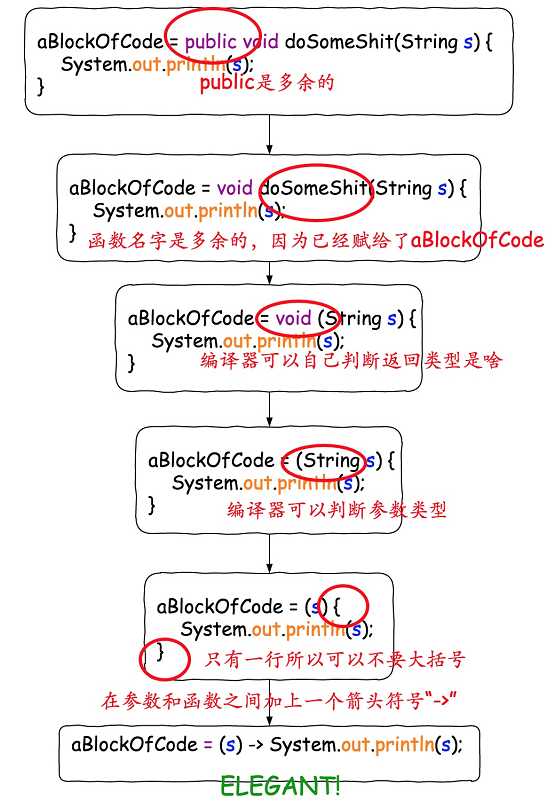 aBlockOfCode = public void doSomeShit(String s) {
System.out.println(s);
public是多余的
}
aBlockOfCode = void doSomeShit(String s) {
System.out.println(s);
} 函数名字是多余的，因为已经赋给了aBlockOfCode
aBlockOfCode = void (String s) {
System.out.println(s);
编译器可以自己判断返回类型是啥
}
aBlockOfCode = (String s) {
System.out.println(s);
} 编译器可以判断参数类型
aBlockOfCode = (s) {
System.out.println(s);
} 只有一行所以可以不要大括号
在参数和函数之间加上一个箭头符号“->”
aBlockOfCode = (s) -> System.out.println(s);
ELEGANT!